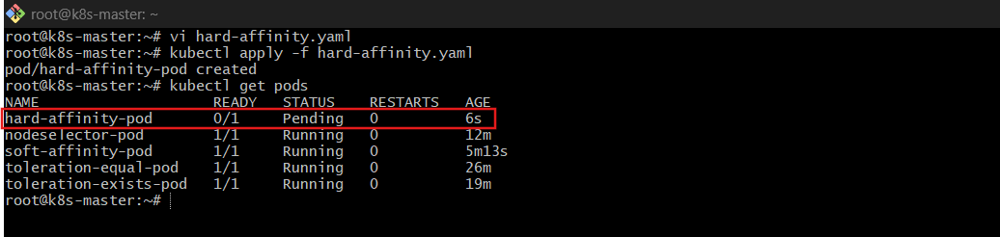 root@k8s-master: ~
root@k8s-master:~# vi hard-affinity.yaml
root@k8s-master:~# kubectl apply -f hard-affinity.yaml
pod/hard-affinity-pod created
root@k8s-master:~# kubectl get pods
NAME READY STATUS RESTARTS AGE
hard-affinity-pod 0/1 Pending 0 6s
nodeselector-pod 1/1 Running 0 12m
soft-affinity-pod 1/1 Running 0 5m13s
toleration-equal-pod 1/1 Running 0 26m
toleration-exists-pod 1/1 Running 0 19m
root@k8s-master:~#